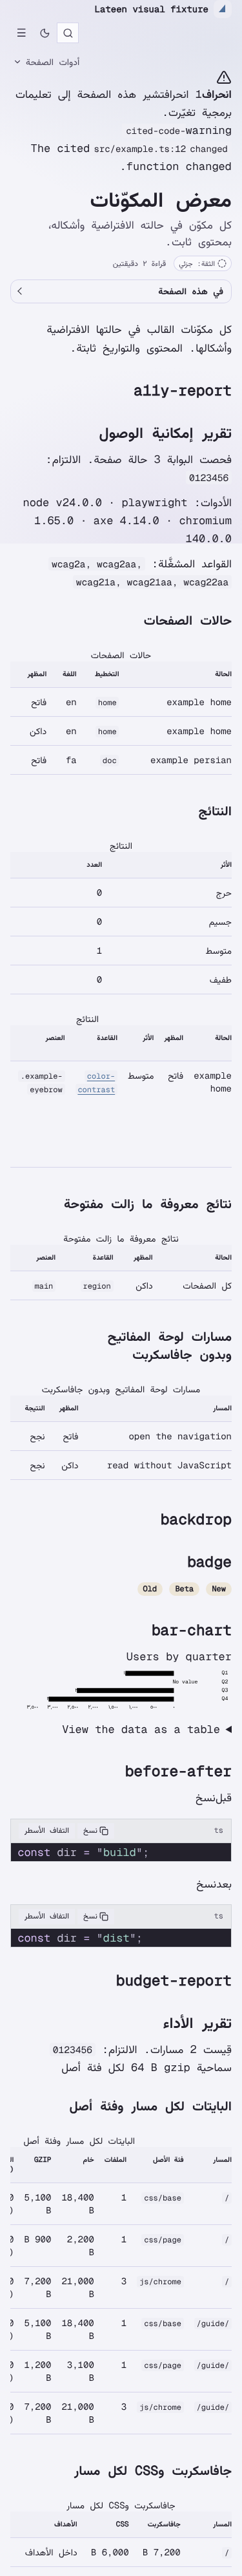 Lateen visual fixture
أدوات الصفحة
انحراف1 انحرافتشير هذه الصفحة إلى تعليمات
برمجية تغيّرت.
cited-code-warning
The cited src/example.ts:12 changed
function changed.
معرض المكوّنات
كل مكوّن في حالته الافتراضية وأشكاله،
بمحتوى ثابت.
الثقة: جزئي
قراءة ٢ دقيقتين
في هذه الصفحة
كل مكوّنات القالب في حالتها الافتراضية
وأشكالها. المحتوى والتواريخ ثابتة.
a11y-report
تقرير إمكانية الوصول
فحصت البوابة 3 حالة صفحة. الالتزام:
0123456
الأدوات: node v24.0.0 · playwright
1.65.0 · axe 4.14.0 · chromium
140.0.0
القواعد المشغَّلة: wcag2a, wcag2aa,
wcag21a, wcag21aa, wcag22aa
حالات الصفحات
حالات الصفحات
الحالة التخطيط اللغة المظهر
example home home en فاتح
example home home en داكن
example persian doc fa فاتح
النتائج
النتائج
الأثر العدد
حرج 0
جسيم 0
متوسط 1
طفيف 0
النتائج
الحالة المظهر الأثر القاعدة العنصر
example home فاتح متوسط color-contrast .example-eyebrow
نتائج معروفة ما زالت مفتوحة
نتائج معروفة ما زالت مفتوحة
الحالة المظهر القاعدة العنصر
كل الصفحات داكن region main
مسارات لوحة المفاتيح
وبدون جافاسكربت
مسارات لوحة المفاتيح وبدون جافاسكربت
المسار المظهر النتيجة
open the navigation فاتح نجح
read without JavaScript داكن نجح
backdrop
badge
New Beta Old
bar-chart
Users by quarter
Q1
Q2 No value
Q3
Q4
View the data as a table
before-after
قبلنسخ
ts نسخ التفاف الأسطر
const dir = "build";
بعدنسخ
ts نسخ التفاف الأسطر
const dir = "dist";
budget-report
تقرير الأداء
قِيست 2 مسارات. الالتزام: 0123456
سماحية 64 B gzip لكل فئة أصل
البايتات لكل مسار وفئة أصل
البايتات لكل مسار وفئة أصل
المسار فئة الأصل الملفات خام GZIP
/ css/base 1 18,400 B 5,100 B
/ css/page 1 2,200 B 900 B
/ js/chrome 3 21,000 B 7,200 B
/guide/ css/base 1 18,400 B 5,100 B
/guide/ css/page 1 3,100 B 1,200 B
/guide/ js/chrome 3 21,000 B 7,200 B
جافاسكربت وCSS لكل مسار
جافاسكربت وCSS لكل مسار
المسار جافاسكربت CSS الأهداف
/ 7,200 B 6,000 B داخل الأهداف